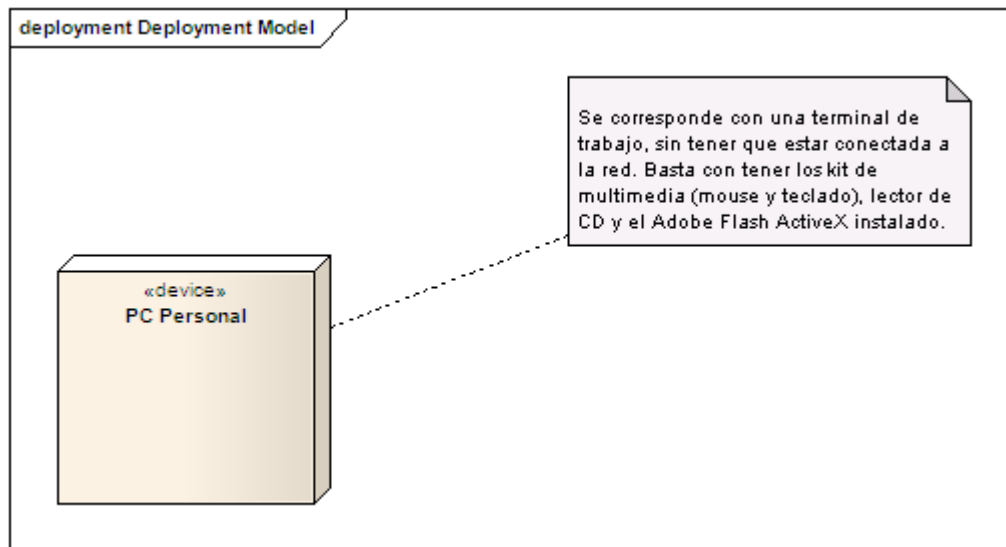 deployment Deployment Model
Se corresponde con una terminal de
trabajo, sin tener que estar conectada a
la red. Basta con tener los kit de
multimedia (mouse y teclado), lector de
CD y el Adobe Flash ActiveX instalado.
«device»
PC Personal